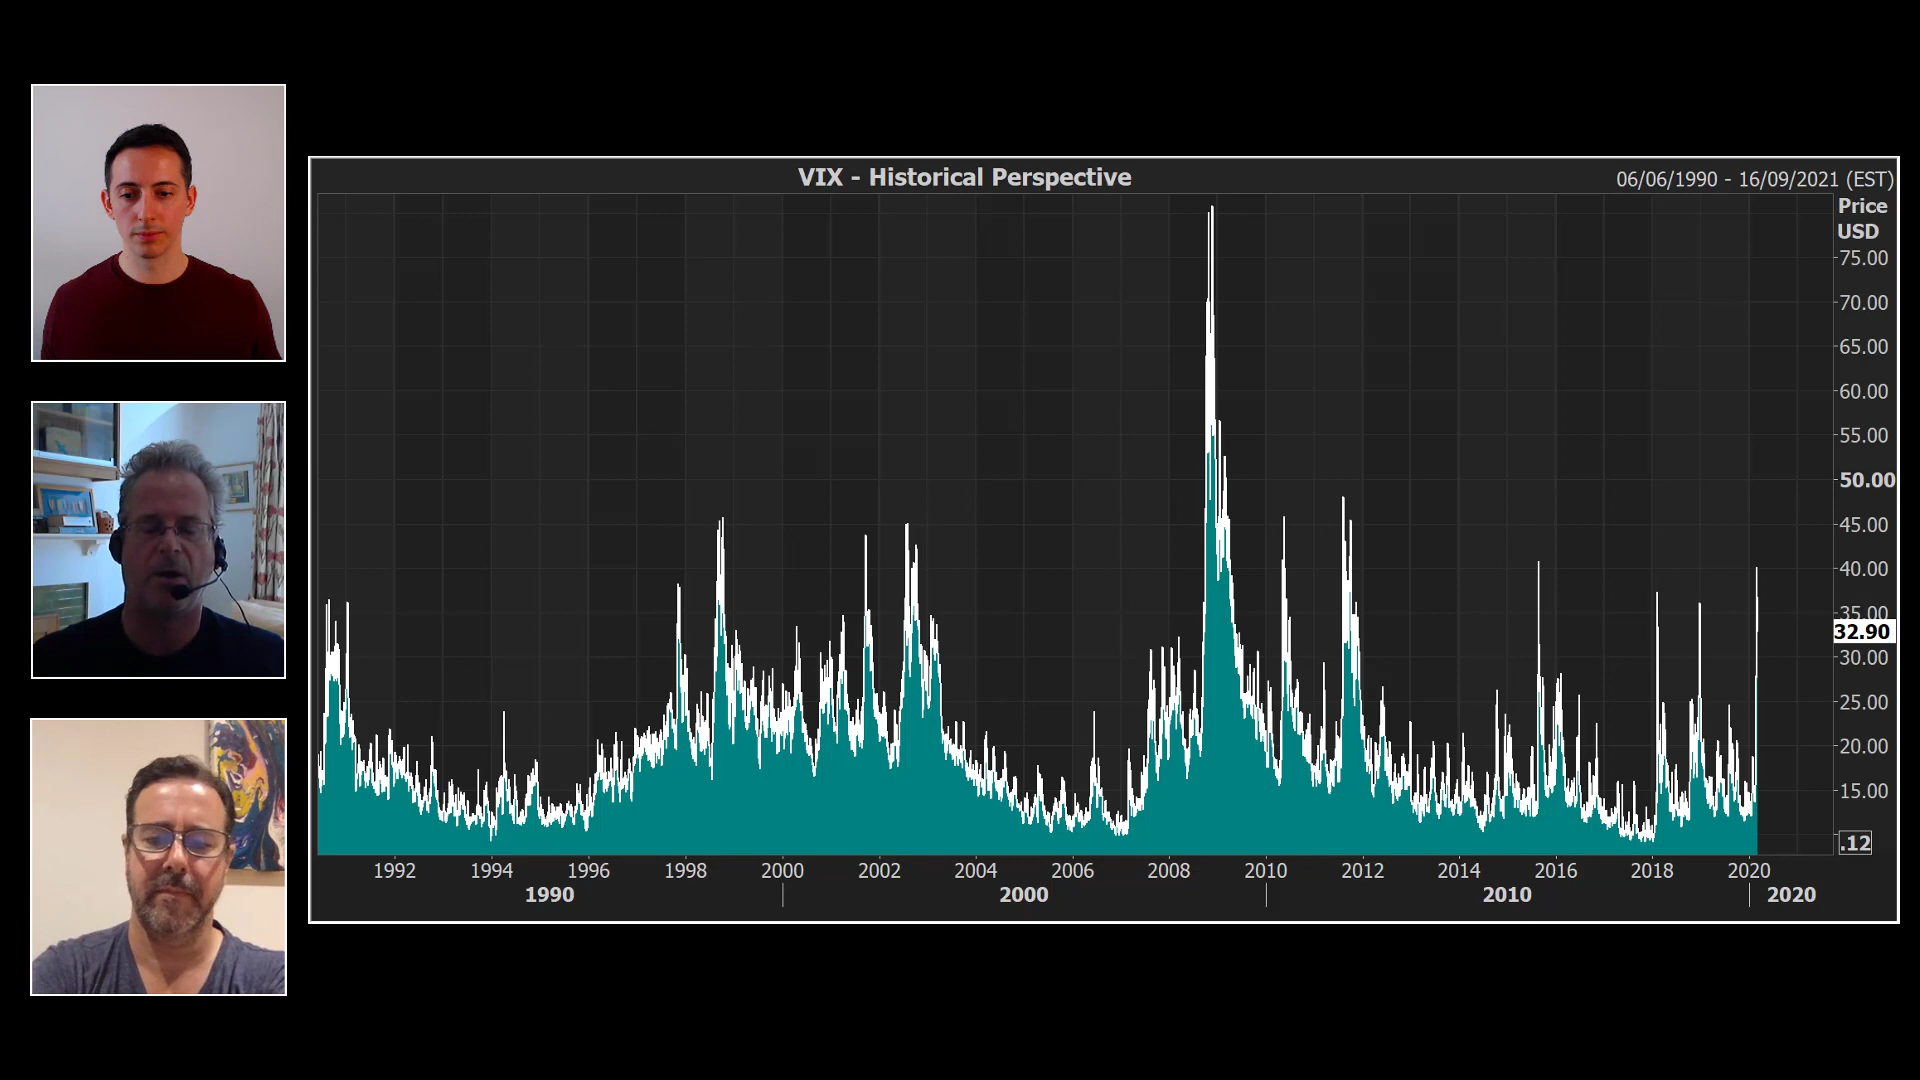 VIX - Historical Perspective
06/06/1990 - 16/09/2021 (EST)
Price
USD
75.00
70.00
65.00
60.00
55.00
50.00
45.00
40.00
35.00
32.90
30.00
25.00
20.00
15.00
.12
1992 1994 1996 1998 2000 2002 2004 2006 2008 2010 2012 2014 2016 2018 2020
1990 2000 2010 2020